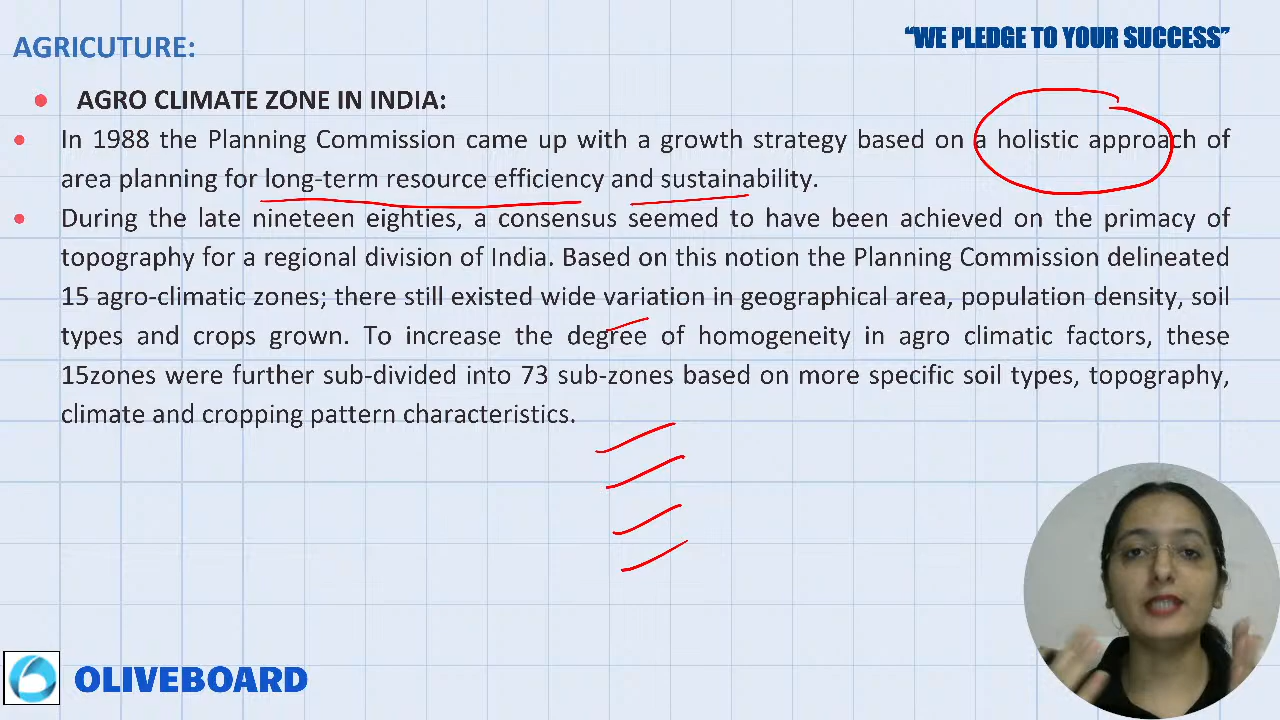 AGRICUTURE:
“WE PLEDGE TO YOUR SUCCESS”
AGRO CLIMATE ZONE IN INDIA:
In 1988 the Planning Commission came up with a growth strategy based on a holistic approach of
area planning for long-term resource efficiency and sustainability.
During the late nineteen eighties, a consensus seemed to have been achieved on the primacy of
topography for a regional division of India. Based on this notion the Planning Commission delineated
15 agro-climatic zones; there still existed wide variation in geographical area, population density, soil
types and crops grown. To increase the degree of homogeneity in agro climatic factors, these
15zones were further sub-divided into 73 sub-zones based on more specific soil types, topography,
climate and cropping pattern characteristics.
OLIVEBOARD